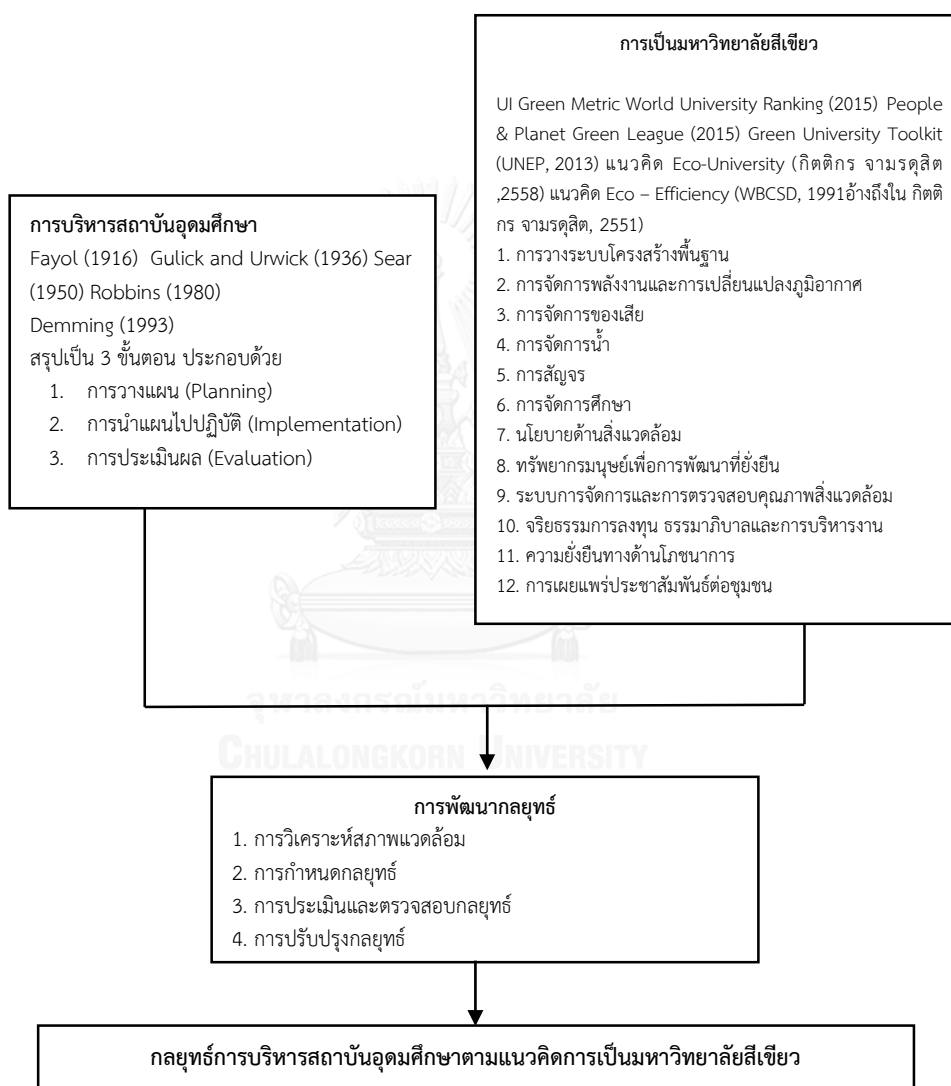 การเป็นมหาวิทยาลัยสีเขียว
UI Green Metric World University Ranking (2015) People
& Planet Green League (2015) Green University Toolkit
(UNEP, 2013) แนวคิด Eco-University (กิตติกร จามรดุสิต
,2558) แนวคิด Eco – Efficiency (WBCSD, 1991อ้างถึงใน กิตติ
กร จามรดุสิต, 2551)
1. การวางระบบโครงสร้างพื้นฐาน
2. การจัดการพลังงานและการเปลี่ยนแปลงภูมิอากาศ
3. การจัดการของเสีย
4. การจัดการน้ำ
5. การสัญจร
6. การจัดการศึกษา
7. นโยบายด้านสิ่งแวดล้อม
8. ทรัพยากรมนุษย์เพื่อการพัฒนาที่ยั่งยืน
9. ระบบการจัดการและการตรวจสอบคุณภาพสิ่งแวดล้อม
10. จริยธรรมการลงทุน ธรรมาภิบาลและการบริหารงาน
11. ความยั่งยืนทางด้านโภชนาการ
12. การเผยแพร่ประชาสัมพันธ์ต่อชุมชน
การบริหารสถาบันอุดมศึกษา
Fayol (1916) Gulick and Urwick (1936) Sear
(1950) Robbins (1980)
Demming (1993)
สรุปเป็น 3 ขั้นตอน ประกอบด้วย
1. การวางแผน (Planning)
2. การนำแผนไปปฏิบัติ (Implementation)
3. การประเมินผล (Evaluation)
จุฬาลงกรณ์มหาวิทยาลัย
CHULALONGKORN UNIVERSITY
การพัฒนากลยุทธ์
1. การวิเคราะห์สภาพแวดล้อม
2. การกำหนดกลยุทธ์
3. การประเมินและตรวจสอบกลยุทธ์
4. การปรับปรุงกลยุทธ์
กลยุทธ์การบริหารสถาบันอุดมศึกษาตามแนวคิดการเป็นมหาวิทยาลัยสีเขียว